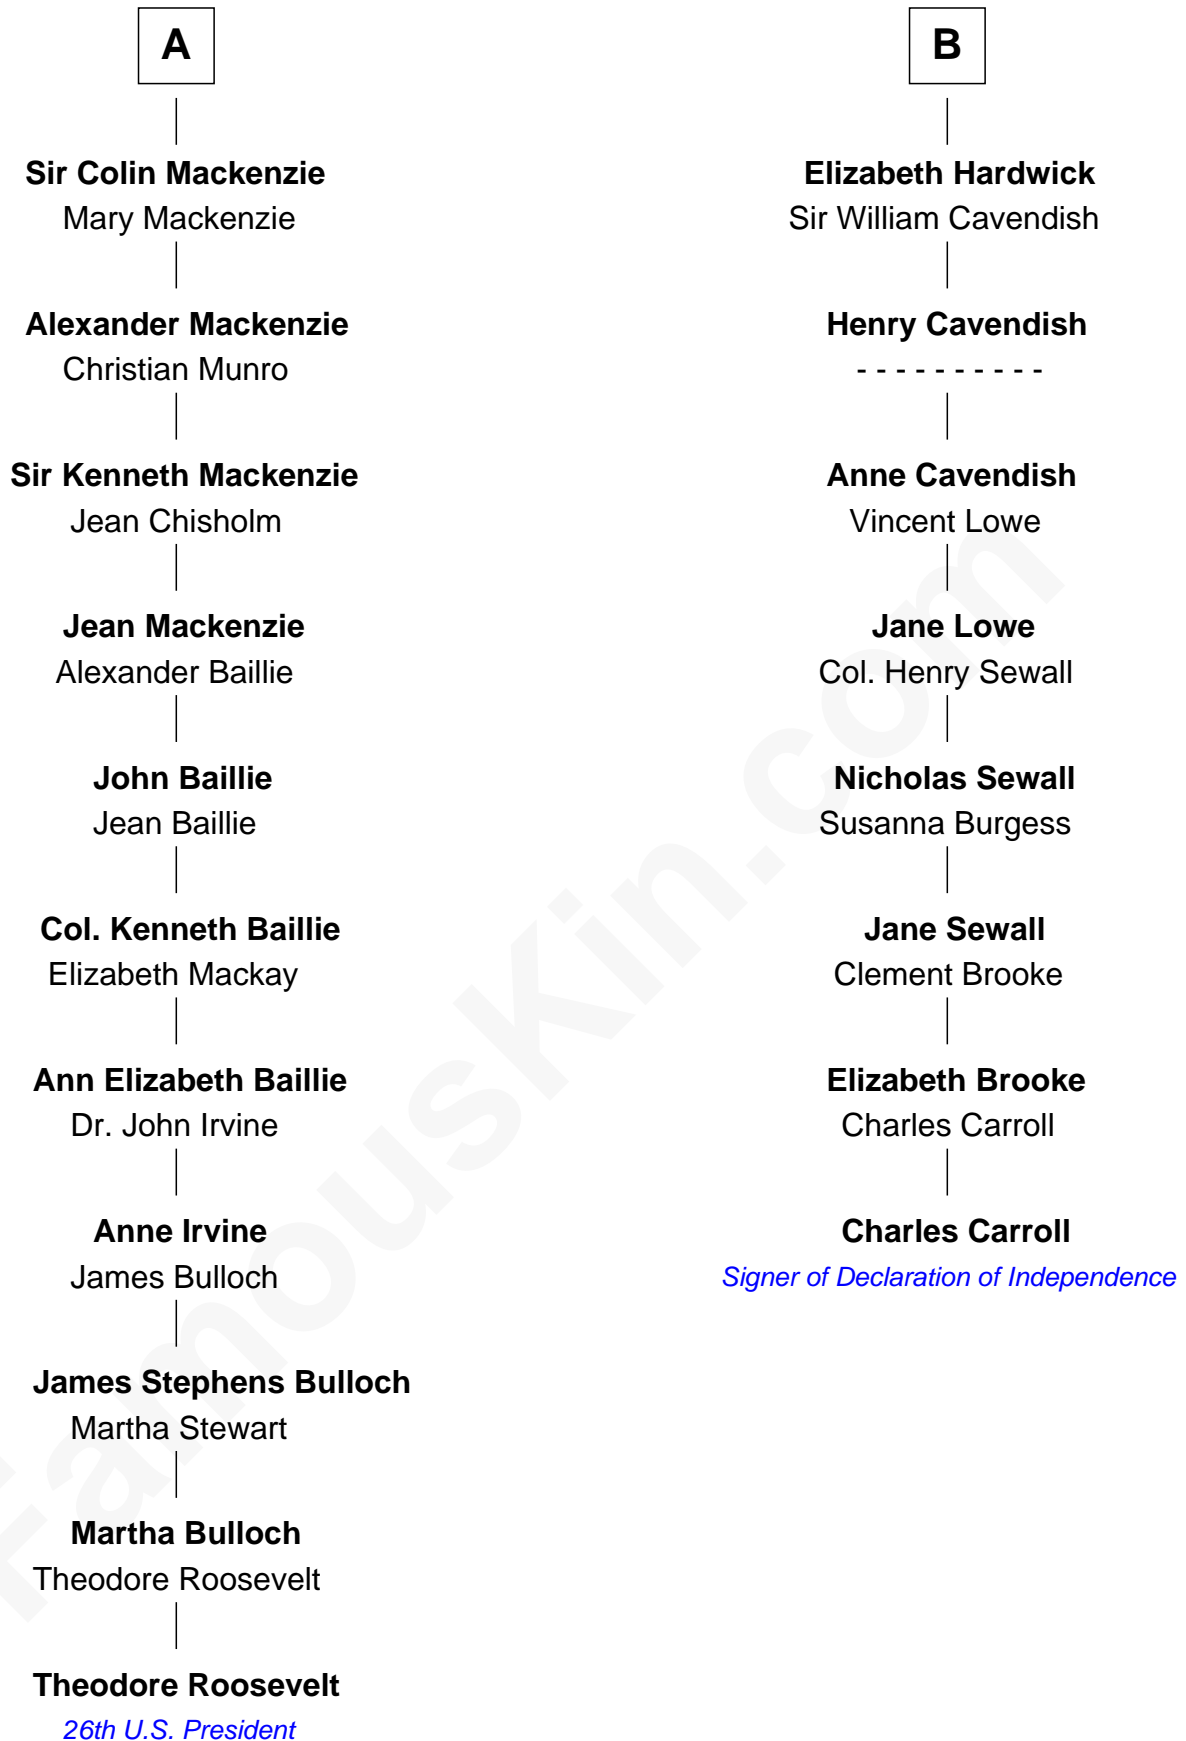 A
Sir Colin Mackenzie
Mary Mackenzie
Alexander Mackenzie
Christian Munro
Sir Kenneth Mackenzie
Jean Chisholm
Jean Mackenzie
Alexander Baillie
John Baillie
Jean Baillie
Col. Kenneth Baillie
Elizabeth Mackay
Ann Elizabeth Baillie
Dr. John Irvine
Anne Irvine
James Bulloch
James Stephens Bulloch
Martha Stewart
Martha Bulloch
Theodore Roosevelt
Theodore Roosevelt
26th U.S. President
B
Elizabeth Hardwick
Sir William Cavendish
Henry Cavendish
- - - - - - - - - -
Anne Cavendish
Vincent Lowe
Jane Lowe
Col. Henry Sewall
Nicholas Sewall
Susanna Burgess
Jane Sewall
Clement Brooke
Elizabeth Brooke
Charles Carroll
Charles Carroll
Signer of Declaration of Independence
FamousKin.com